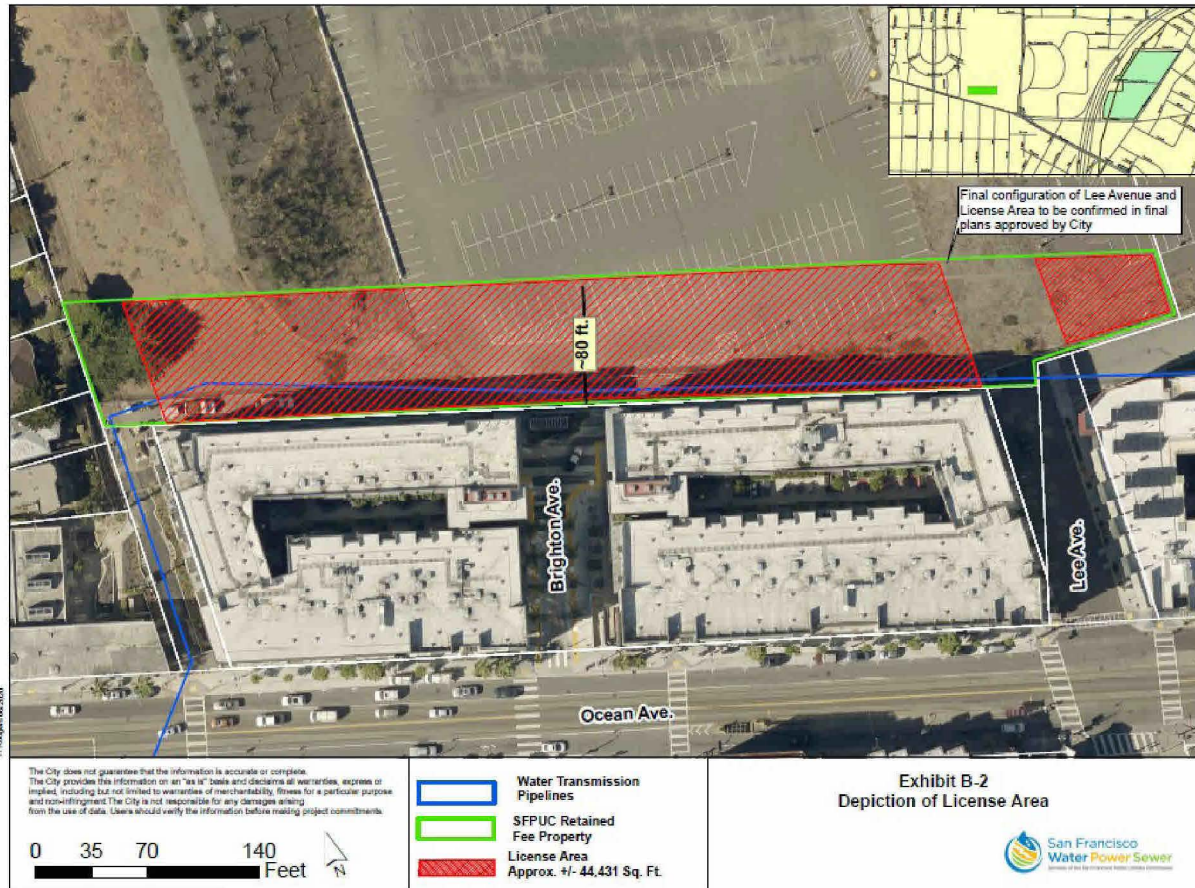 Final configuration of Lee Avenue and
License Area to be confirmed in final
plans approved by City
~80 ft.
Brighton Ave.
Lee Ave.
Ocean Ave.
The City does not guarantee that the information is accurate or complete.
The City provides this information on an "as is" basis and disclaims all warranties, express or
implied, including but not limited to warranties of merchantability, fitness for a particular purpose
and non-infringment.The City is not responsible for any damages arising
from the use of data. Users should verify the information before making project commitments.
0 35 70 140
Feet
N
Water Transmission
Pipelines
SFPUC Retained
Fee Property
License Area
Approx. +/- 44,431 Sq. Ft.
Exhibit B-2
Depiction of License Area
San Francisco
Water Power Sewer